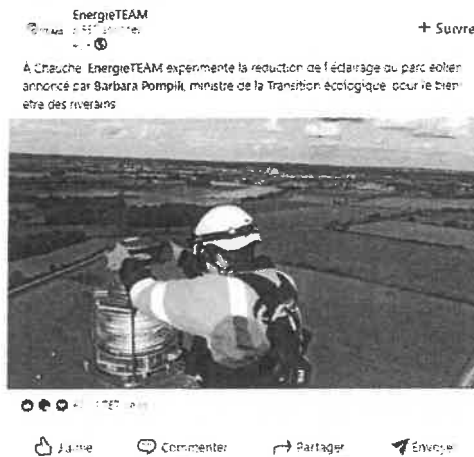 EnergieTEAM
+ Suivre
À Chauché, EnergieTEAM expérimente la réduction de l'éclairage du parc éolien
annoncé par Barbara Pompili, ministre de la Transition écologique, pour le bien
être des riverains
J'aime
Commenter
Partager
Envoyer